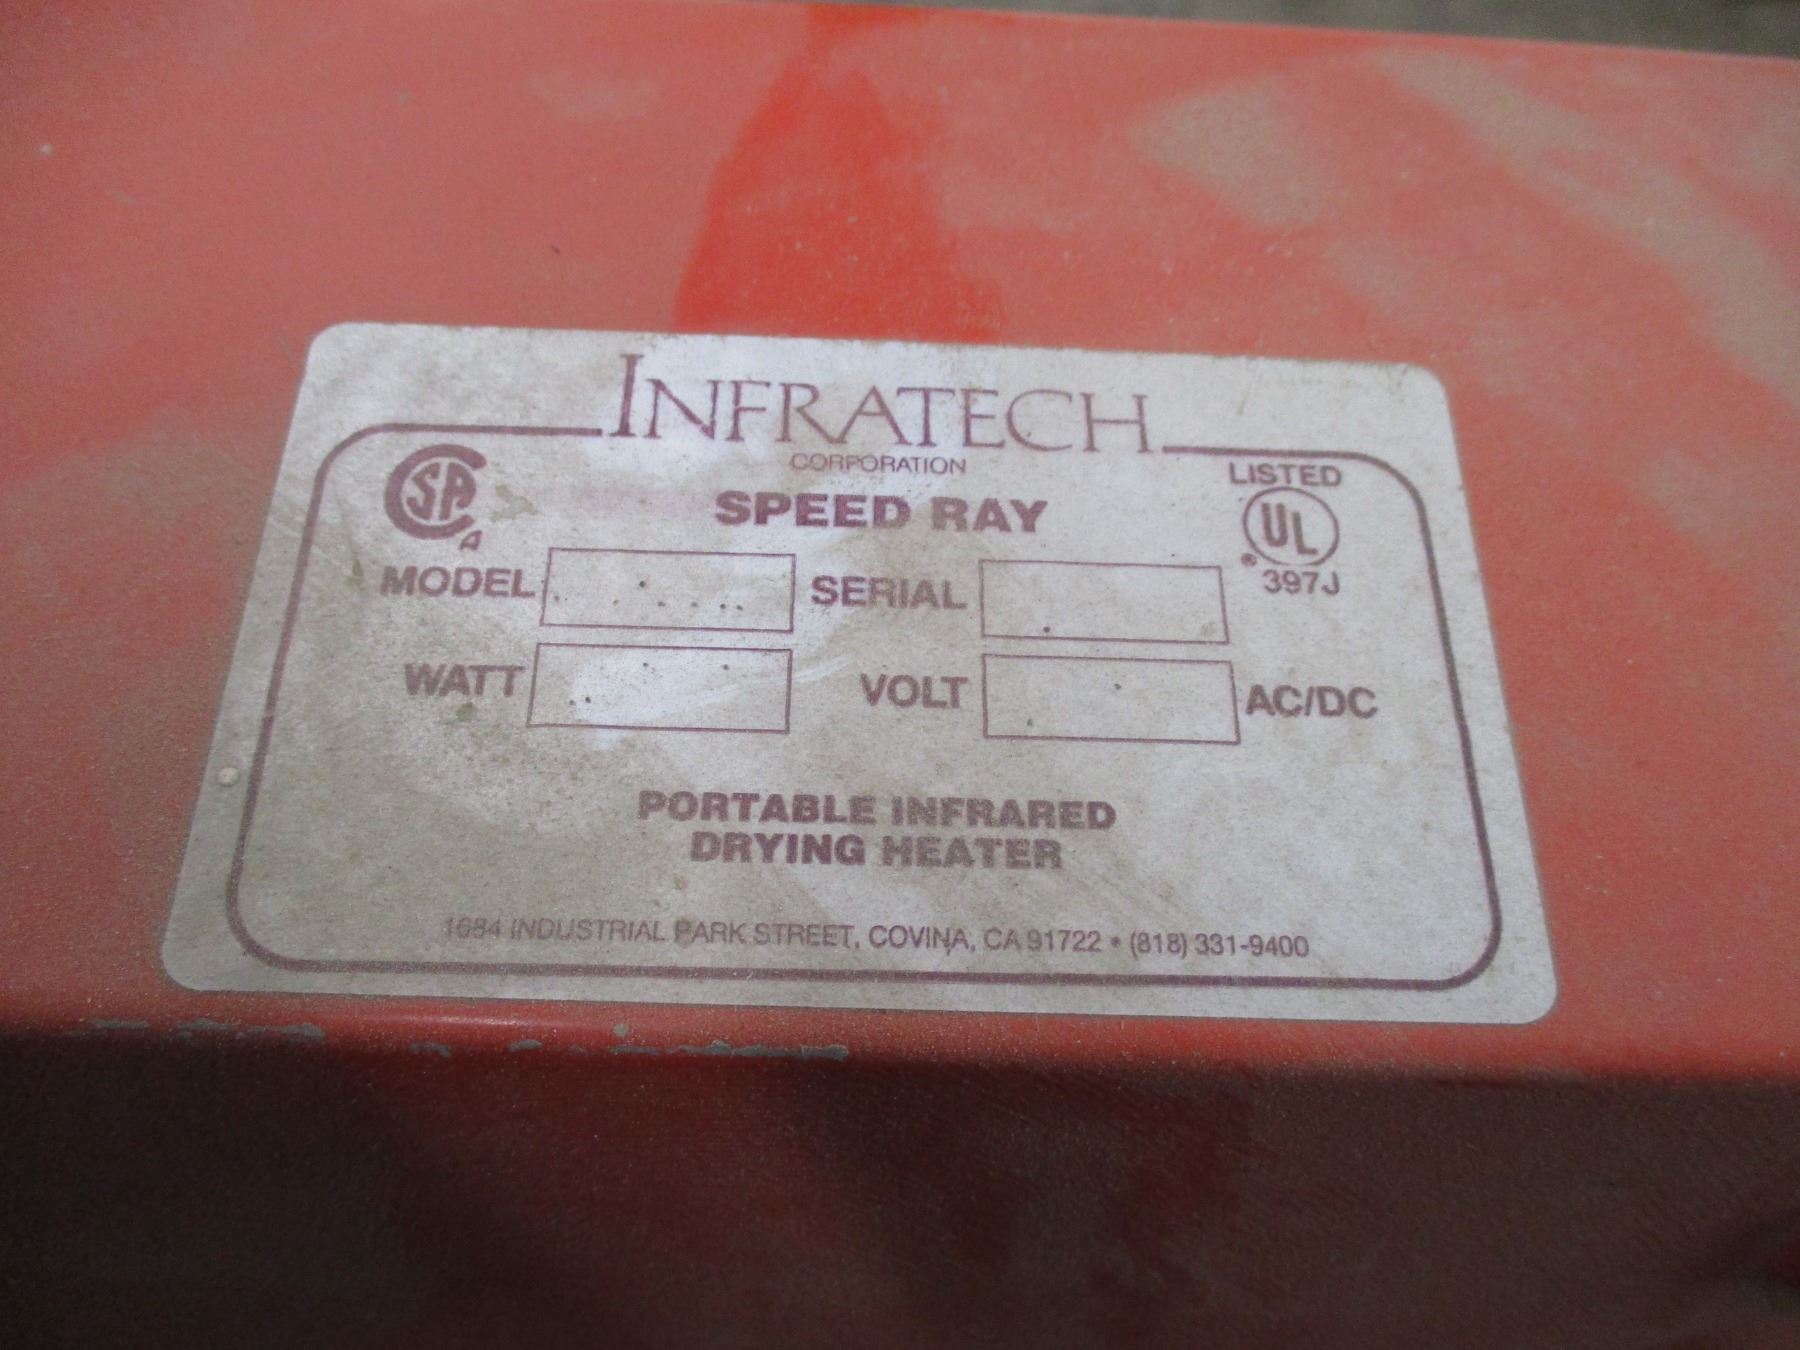 INFRATECH
CORPORATION
SPEED RAY
CSA
A
LISTED
UL
® 397J
MODEL
SERIAL
WATT
VOLT
AC/DC
PORTABLE INFRARED
DRYING HEATER
1684 INDUSTRIAL PARK STREET, COVINA, CA 91722 • (818) 331-9400